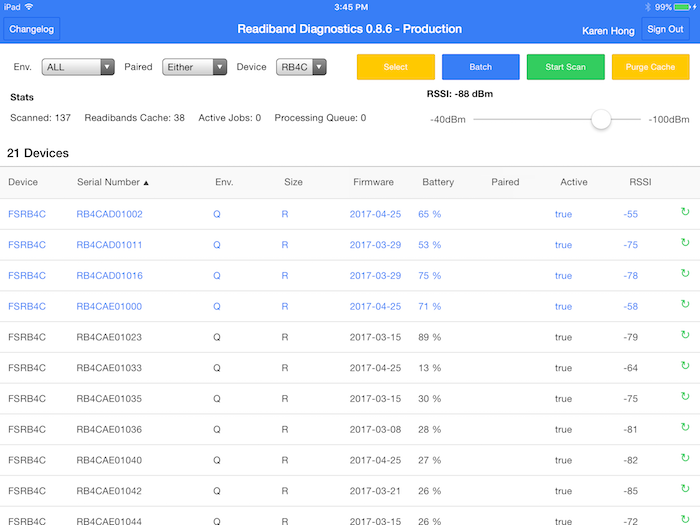 iPad 3:45 PM 99%
Changelog Readiband Diagnostics 0.8.6 - Production Karen Hong Sign Out
Env. ALL Paired Either Device RB4C Select Batch Start Scan Purge Cache
Stats RSSI: -88 dBm
Scanned: 137 Readibands Cache: 38 Active Jobs: 0 Processing Queue: 0 -40dBm -100dBm
21 Devices
Device Serial Number ▲ Env. Size Firmware Battery Paired Active RSSI
FSRB4C RB4CAD01002 Q R 2017-04-25 65 % true -55
FSRB4C RB4CAD01011 Q R 2017-03-29 53 % true -75
FSRB4C RB4CAD01016 Q R 2017-03-29 75 % true -78
FSRB4C RB4CAE01000 Q R 2017-04-25 71 % true -58
FSRB4C RB4CAE01023 Q R 2017-03-15 89 % true -79
FSRB4C RB4CAE01033 Q R 2017-04-25 13 % true -64
FSRB4C RB4CAE01035 Q R 2017-03-15 30 % true -75
FSRB4C RB4CAE01036 Q R 2017-03-08 28 % true -81
FSRB4C RB4CAE01040 Q R 2017-04-25 27 % true -82
FSRB4C RB4CAE01042 Q R 2017-03-21 26 % true -85
FSRB4C RB4CAE01044 Q R 2017-03-15 26 % true -72